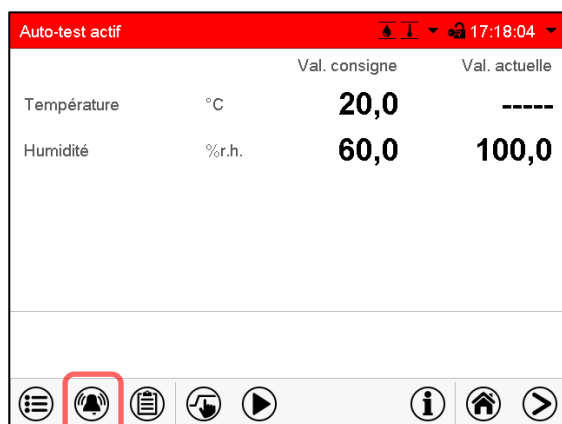 Auto-test actif 17:18:04
Val. consigne Val. actuelle
Température °C 20,0 -----
Humidité %r.h. 60,0 100,0